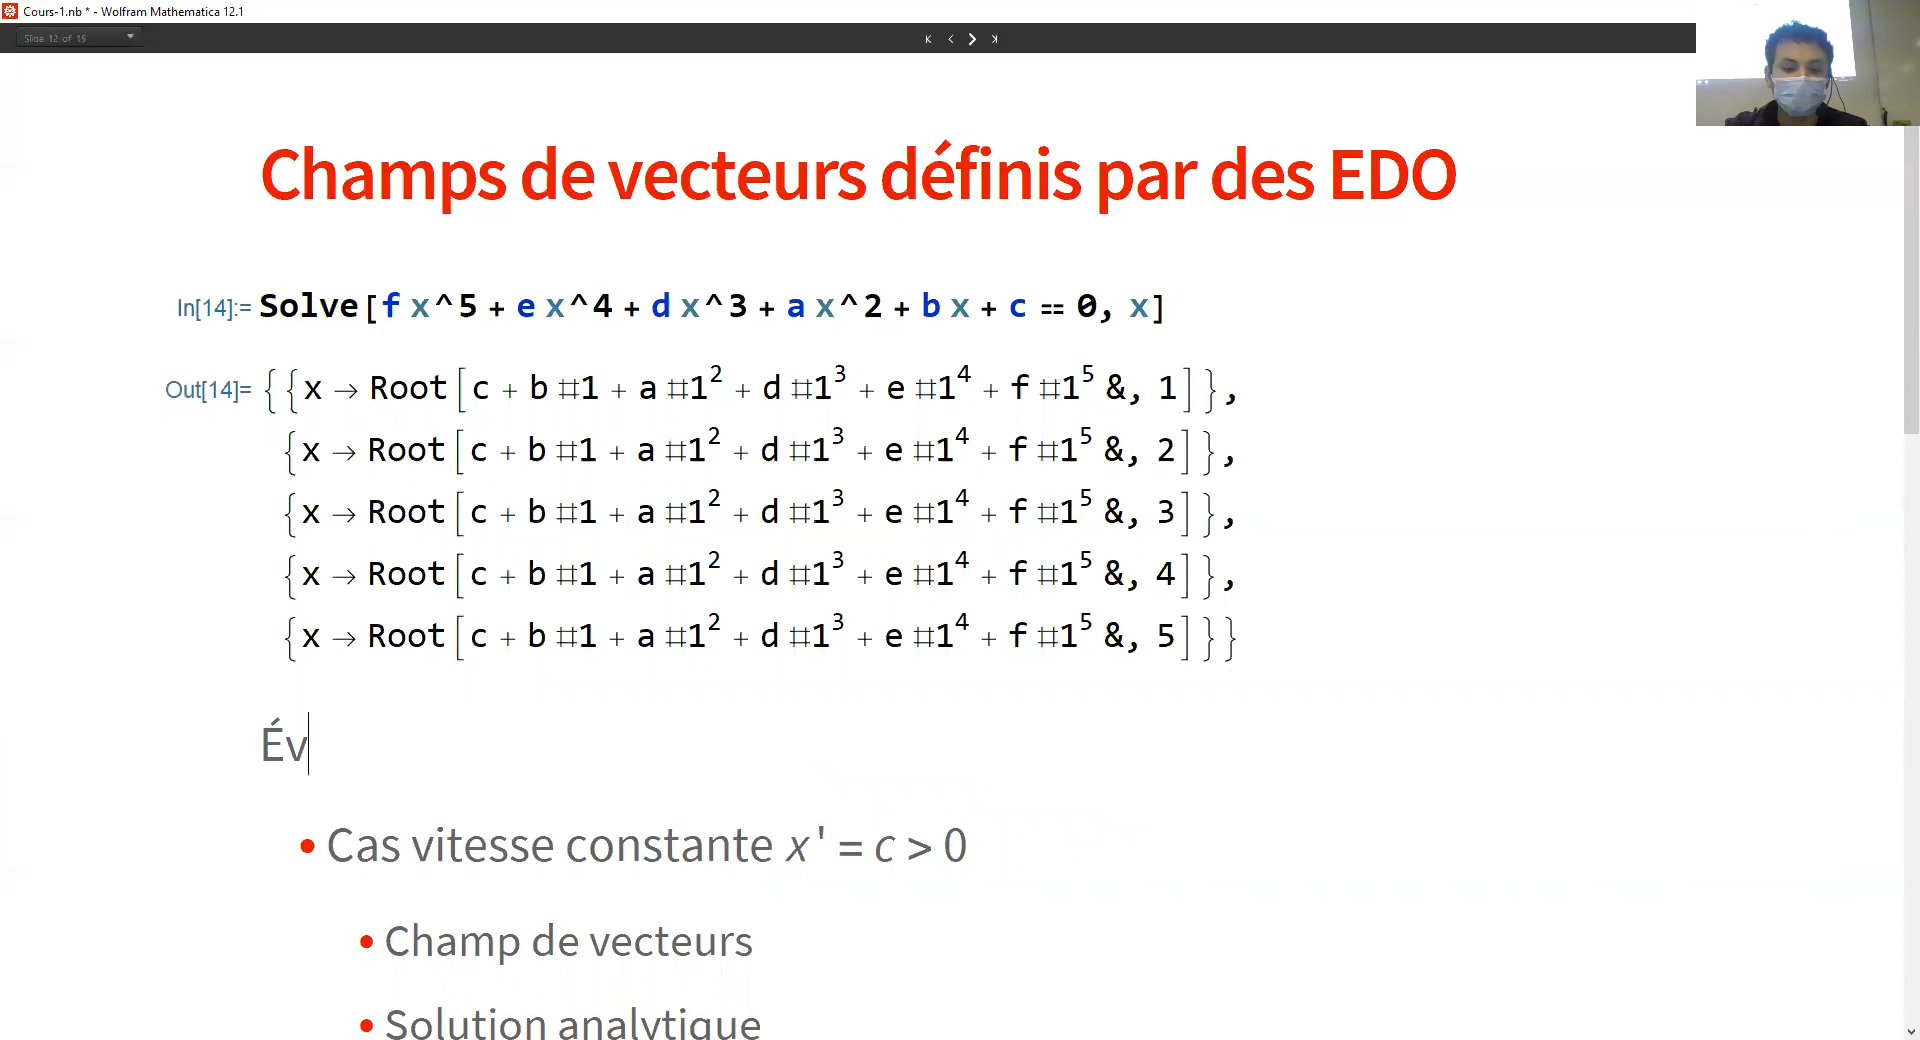 Cours-1.nb * - Wolfram Mathematica 12.1
Slide 12 of 15
Champs de vecteurs définis par des EDO
In[14]:= Solve[f x^5 + e x^4 + d x^3 + a x^2 + b x + c == 0, x]
Out[14]= {{x → Root[c + b #1 + a #1² + d #1³ + e #1⁴ + f #1⁵ &, 1]},
{x → Root[c + b #1 + a #1² + d #1³ + e #1⁴ + f #1⁵ &, 2]},
{x → Root[c + b #1 + a #1² + d #1³ + e #1⁴ + f #1⁵ &, 3]},
{x → Root[c + b #1 + a #1² + d #1³ + e #1⁴ + f #1⁵ &, 4]},
{x → Root[c + b #1 + a #1² + d #1³ + e #1⁴ + f #1⁵ &, 5]}}
Év
• Cas vitesse constante x' = c > 0
• Champ de vecteurs
• Solution analytique